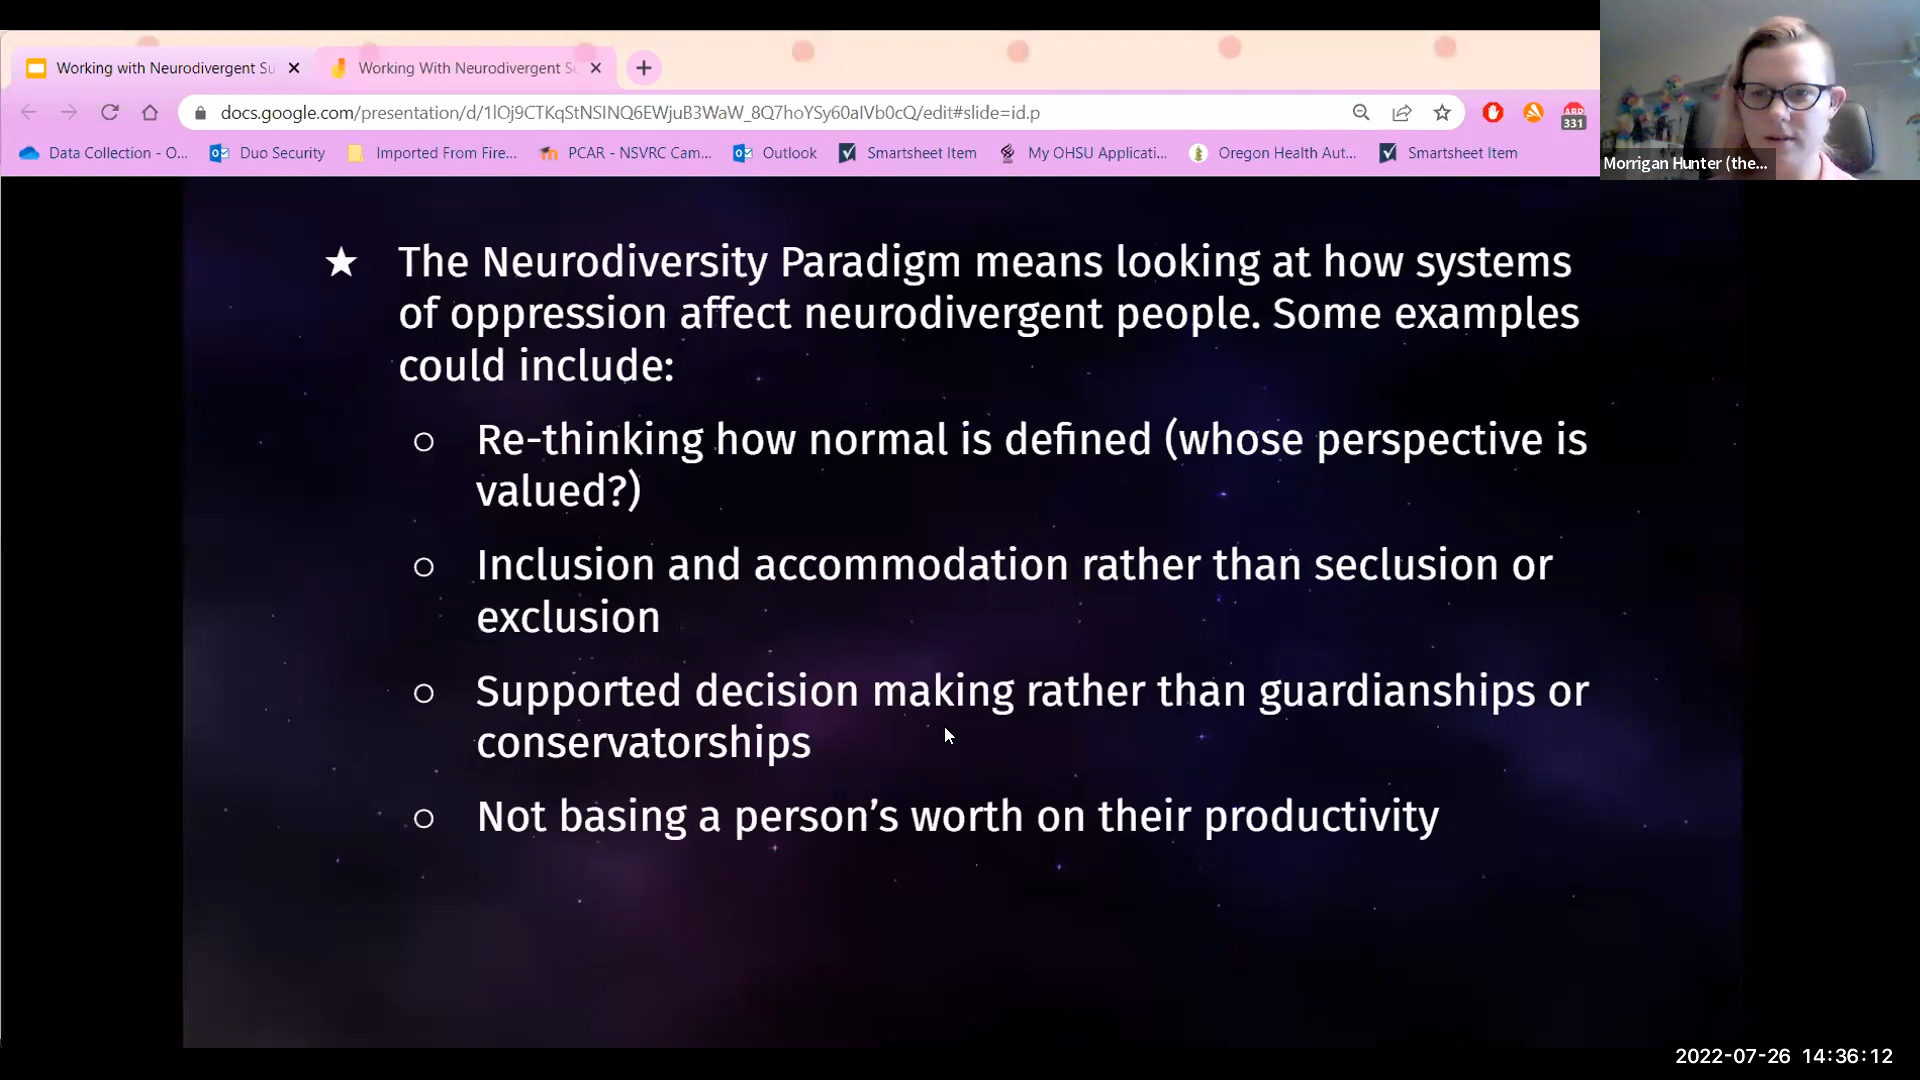 Working with Neurodivergent Su
Working With Neurodivergent S
docs.google.com/presentation/d/1lOj9CTKqStNSINQ6EWjuB3WaW_8Q7hoYSy60aIVb0cQ/edit#slide=id.p
ABP
331
Data Collection - O...
Duo Security
Imported From Fire...
PCAR - NSVRC Cam...
Outlook
Smartsheet Item
My OHSU Applicati...
Oregon Health Aut...
Smartsheet Item
Morrigan Hunter (the...
★ The Neurodiversity Paradigm means looking at how systems
of oppression affect neurodivergent people. Some examples
could include:
○ Re-thinking how normal is defined (whose perspective is
valued?)
○ Inclusion and accommodation rather than seclusion or
exclusion
○ Supported decision making rather than guardianships or
conservatorships
○ Not basing a person’s worth on their productivity
2022-07-26 14:36:12